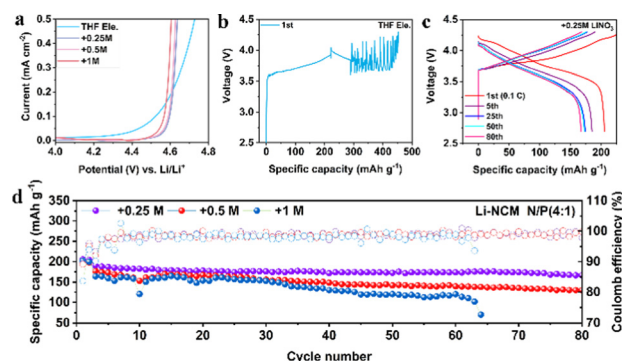 a
0.5
0.4
0.3
0.2
0.1
0.0
Current (mA cm⁻²)
THF Ele.
+0.25M
+0.5M
+1M
4.0 4.2 4.4 4.6 4.8
Potential (V) vs. Li/Li⁺
b
4.5
4.0
3.5
3.0
2.5
Voltage (V)
1st
THF Ele.
0 100 200 300 400 500
Specific capacity (mAh g⁻¹)
c
4.5
4.0
3.5
3.0
2.5
Voltage (V)
+0.25M LiNO₃
1st (0.1 C)
5th
25th
50th
80th
0 50 100 150 200
Specific capacity (mAh g⁻¹)
d
350
300
250
200
150
100
50
Specific capacity (mAh g⁻¹)
+0.25 M
+0.5 M
+1 M
Li-NCM N/P(4:1)
110
100
90
80
70
Coulomb efficiency (%)
0 10 20 30 40 50 60 70 80
Cycle number